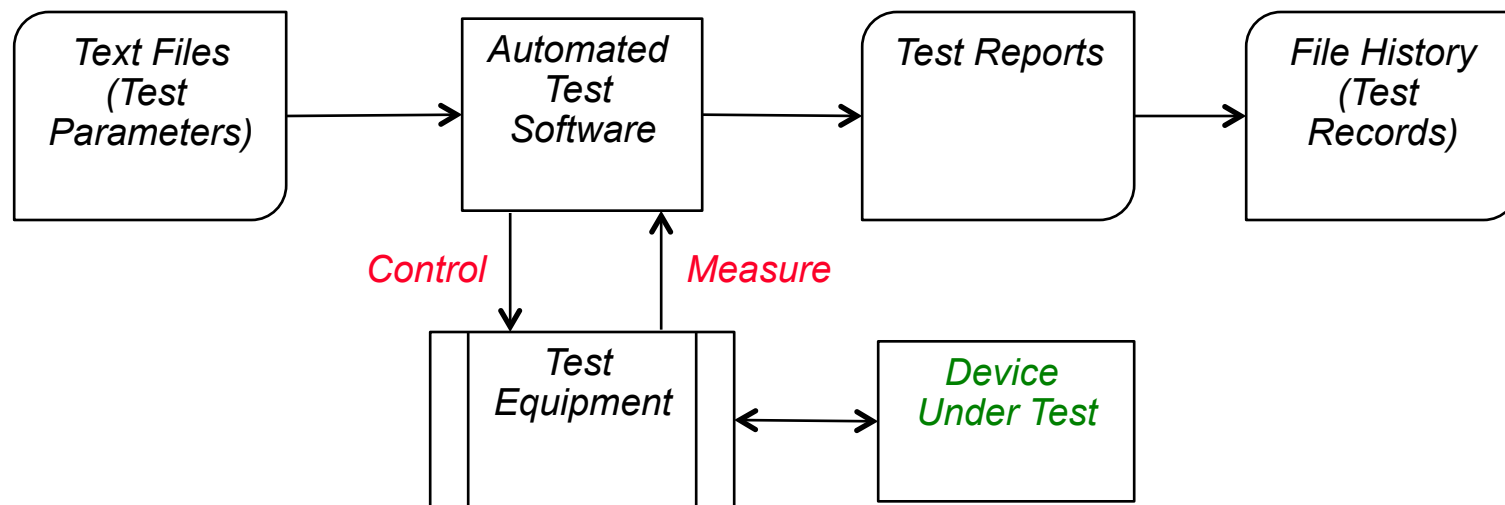 Text Files
(Test
Parameters)
Automated
Test
Software
Test Reports
File History
(Test
Records)
Control
Measure
Test
Equipment
Device
Under Test